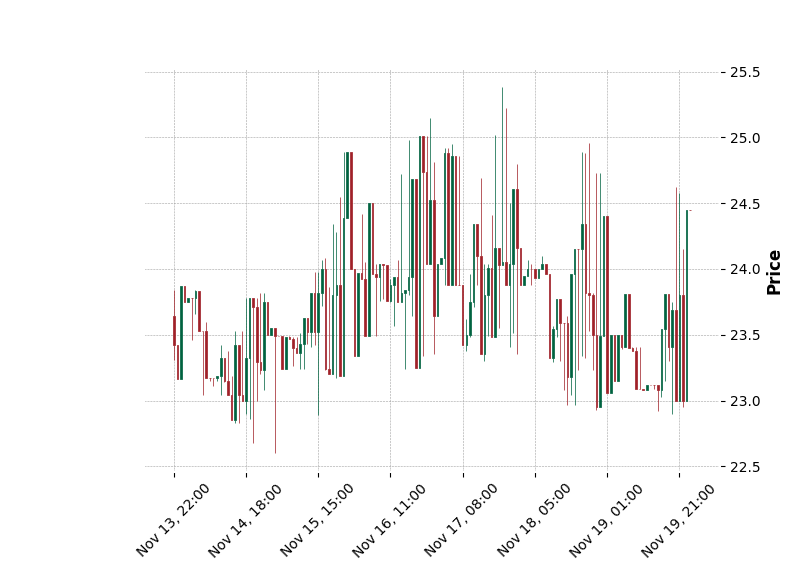 25.5
25.0
24.5
24.0
23.5
23.0
22.5
Price
Nov 13, 22:00
Nov 14, 18:00
Nov 15, 15:00
Nov 16, 11:00
Nov 17, 08:00
Nov 18, 05:00
Nov 19, 01:00
Nov 19, 21:00